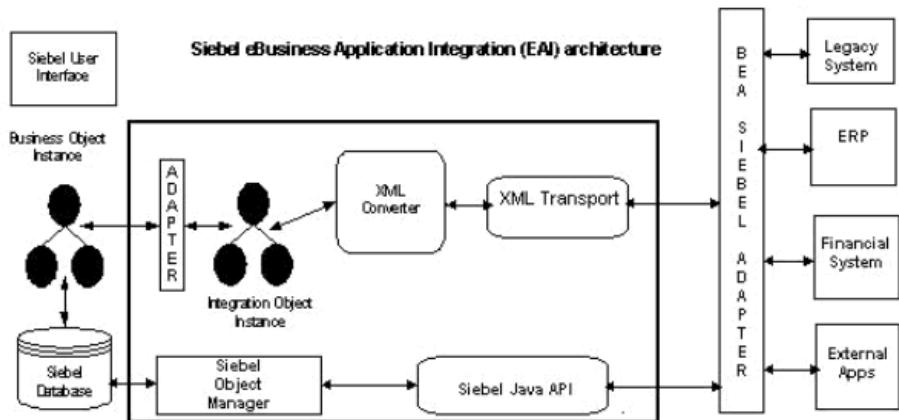 Siebel eBusiness Application Integration (EAI) architecture
Siebel User
Interface
Business Object
Instance
ADAPTER
Integration Object
Instance
XML
Converter
XML Transport
Siebel
Database
Siebel
Object
Manager
Siebel Java API
BEA SIEBEL ADAPTER
Legacy
System
ERP
Financial
System
External
Apps